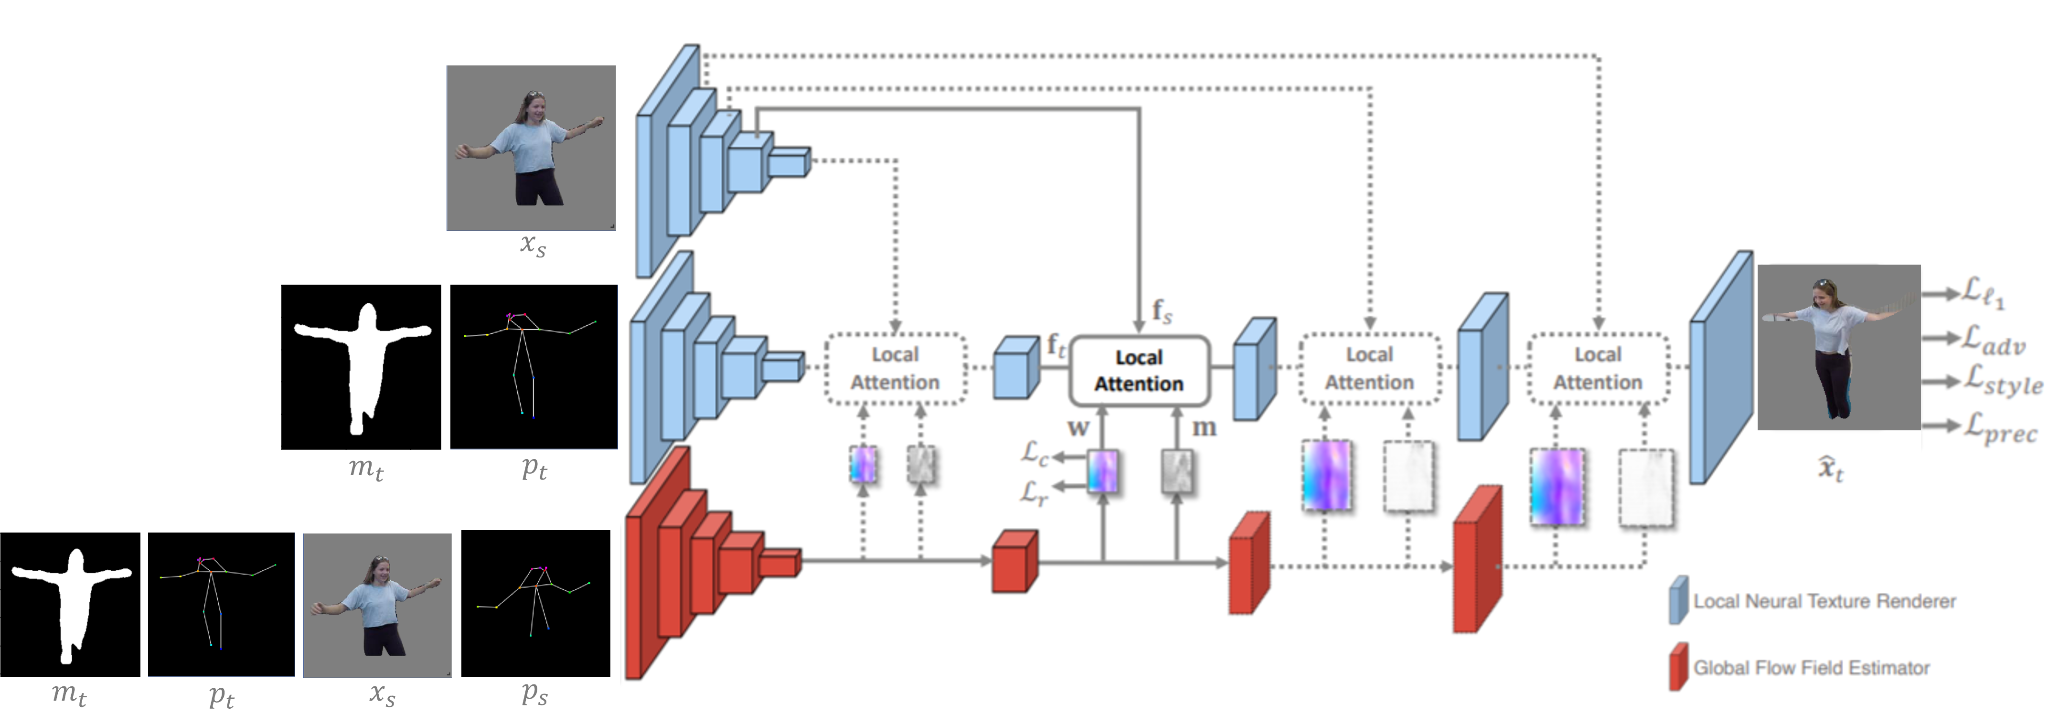 x_s
m_t
p_t
m_t
p_t
x_s
p_s
Local
Attention
f_t
f_s
Local
Attention
w
m
ℒ_c
ℒ_r
Local
Attention
Local
Attention
x̂_t
ℒ_ℓ₁
ℒ_adv
ℒ_style
ℒ_prec
Local Neural Texture Renderer
Global Flow Field Estimator